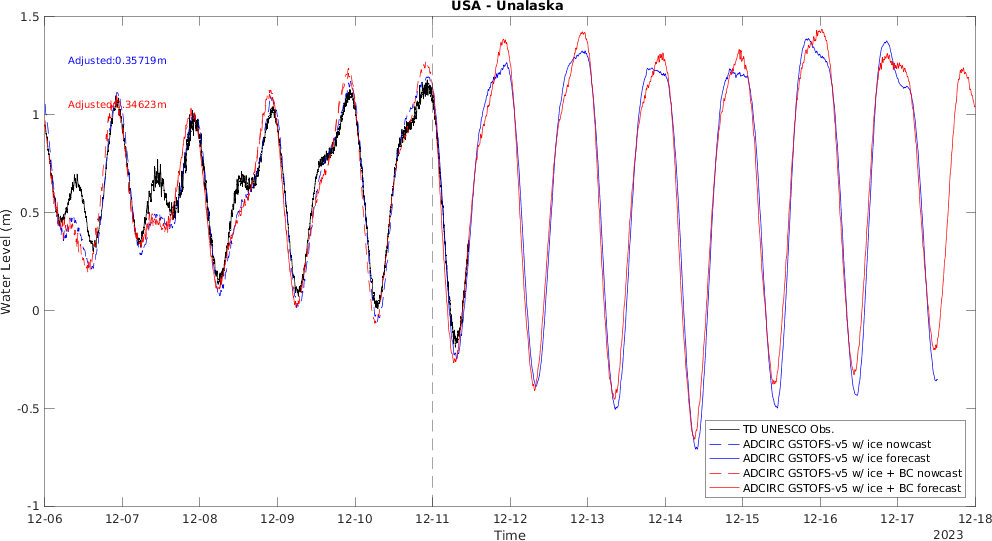 USA - Unalaska
1.5
1
0.5
0
-0.5
-1
Water Level (m)
Adjusted:0.35719m
Adjusted:0.34623m
TD UNESCO Obs.
ADCIRC GSTOFS-v5 w/ ice nowcast
ADCIRC GSTOFS-v5 w/ ice forecast
ADCIRC GSTOFS-v5 w/ ice + BC nowcast
ADCIRC GSTOFS-v5 w/ ice + BC forecast
12-06 12-07 12-08 12-09 12-10 12-11 12-12 12-13 12-14 12-15 12-16 12-17 12-18
Time
2023